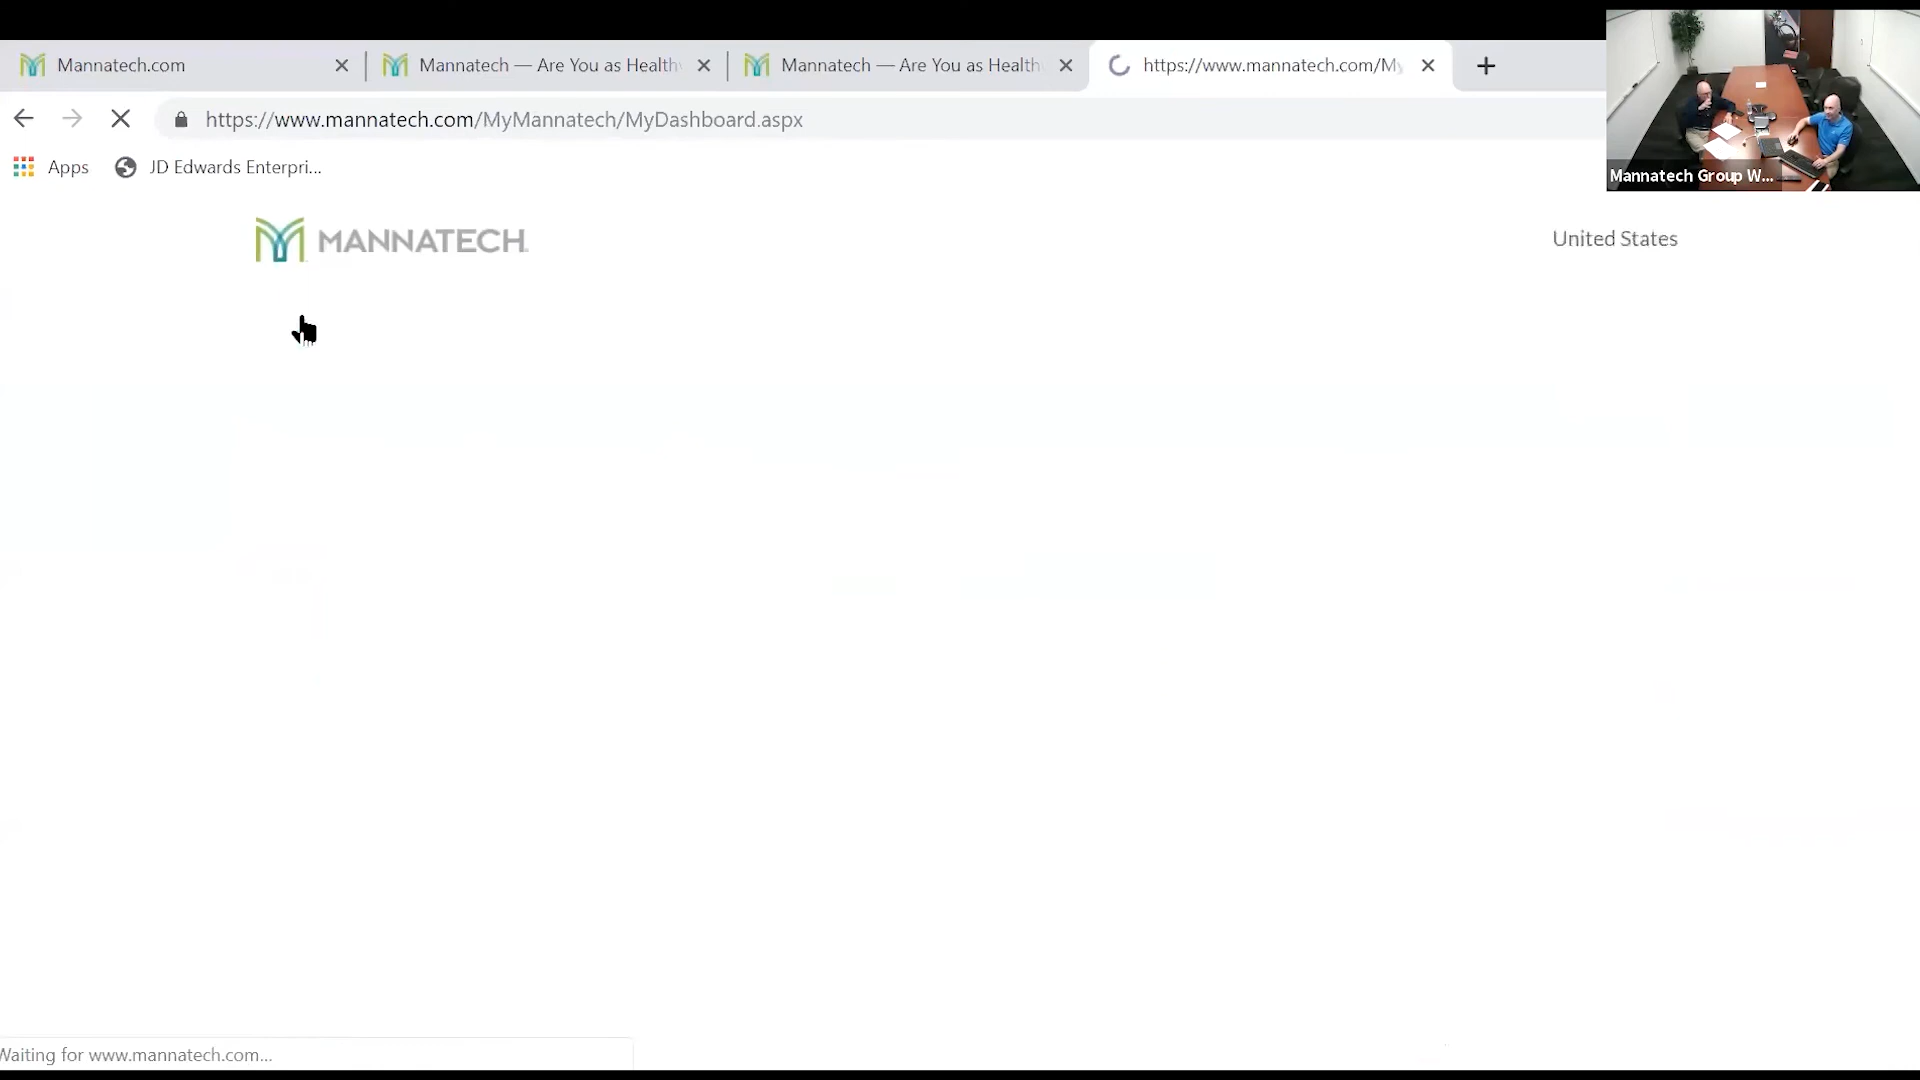 Mannatech.com
Mannatech — Are You as Health
Mannatech — Are You as Health
https://www.mannatech.com/My
https://www.mannatech.com/MyMannatech/MyDashboard.aspx
Apps
JD Edwards Enterpri...
Mannatech Group W...
MANNATECH
United States
Waiting for www.mannatech.com...